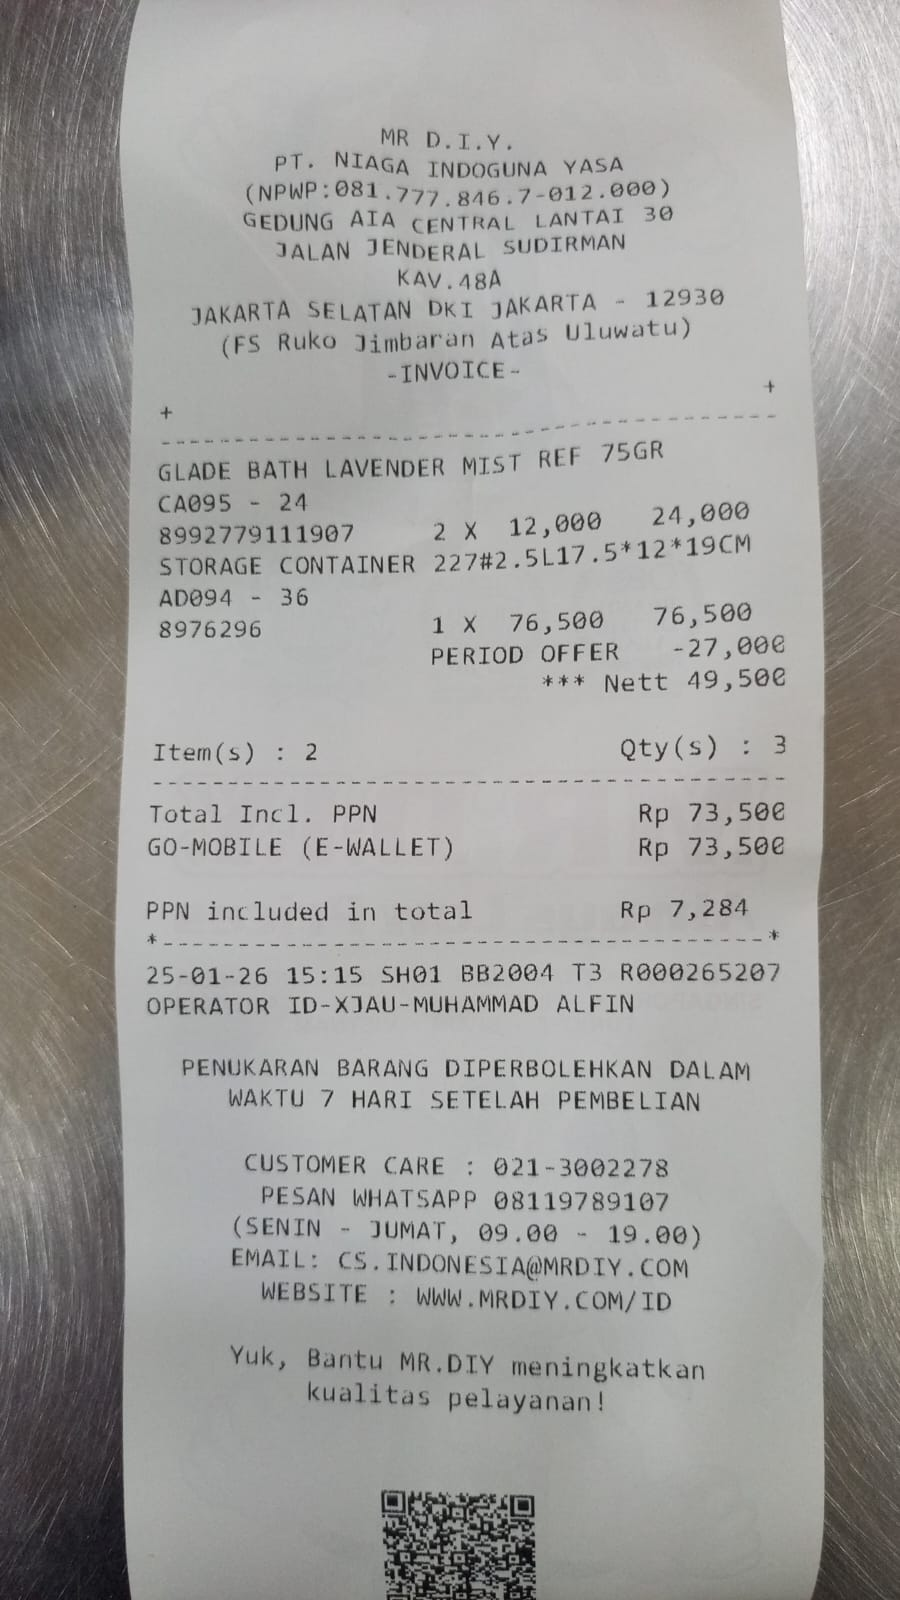 MR D.I.Y.
PT. NIAGA INDOGUNA YASA
(NPWP:081.777.846.7-012.000)
GEDUNG AIA CENTRAL LANTAI 30
JALAN JENDERAL SUDIRMAN
KAV.48A
JAKARTA SELATAN DKI JAKARTA - 12930
(FS Ruko Jimbaran Atas Uluwatu)
-INVOICE-
+ +
GLADE BATH LAVENDER MIST REF 75GR
CA095 - 24
8992779111907 2 X 12,000 24,000
STORAGE CONTAINER 227#2.5L17.5*12*19CM
AD094 - 36
8976296 1 X 76,500 76,500
PERIOD OFFER -27,000
*** Nett 49,500
Item(s) : 2 Qty(s) : 3
Total Incl. PPN Rp 73,500
GO-MOBILE (E-WALLET) Rp 73,500
PPN included in total Rp 7,284
*--------------------------------------*
25-01-26 15:15 SH01 BB2004 T3 R000265207
OPERATOR ID-XJAU-MUHAMMAD ALFIN
PENUKARAN BARANG DIPERBOLEHKAN DALAM
WAKTU 7 HARI SETELAH PEMBELIAN
CUSTOMER CARE : 021-3002278
PESAN WHATSAPP 08119789107
(SENIN - JUMAT, 09.00 - 19.00)
EMAIL: CS.INDONESIA@MRDIY.COM
WEBSITE : WWW.MRDIY.COM/ID
Yuk, Bantu MR.DIY meningkatkan
kualitas pelayanan!